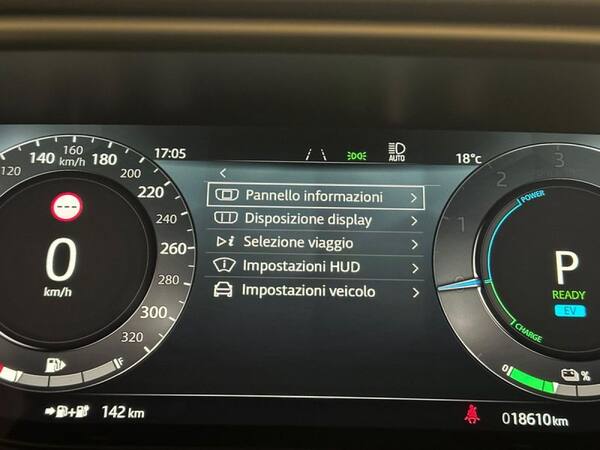 17:05
AUTO
18°C
120 140 160 180 200 220 240 260 280 300 320
km/h
0
km/h
Pannello informazioni
Disposizione display
Selezione viaggio
Impostazioni HUD
Impostazioni veicolo
1 2 3
POWER
P
READY
EV
CHARGE
F
0 %
142 km
018610 km